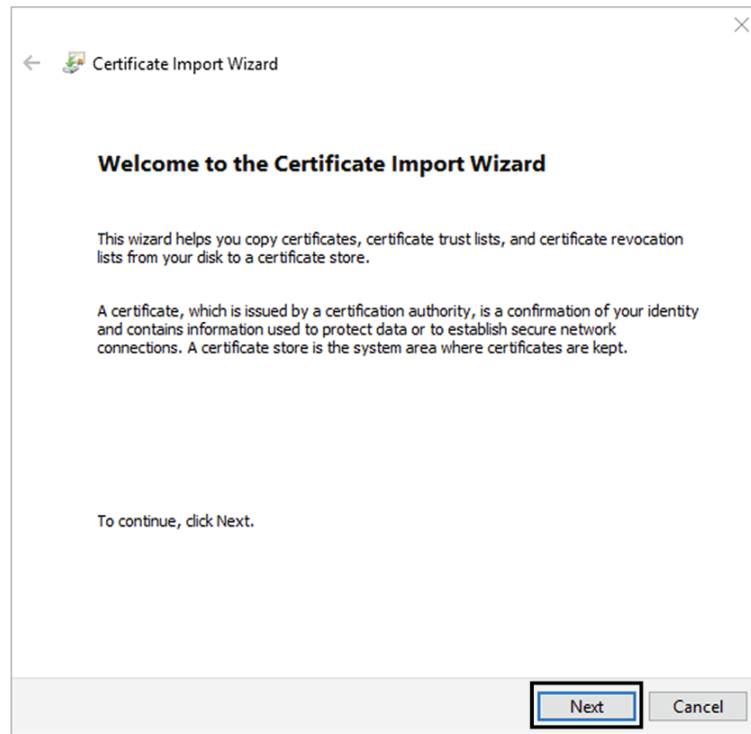 Certificate Import Wizard
Welcome to the Certificate Import Wizard
This wizard helps you copy certificates, certificate trust lists, and certificate revocation
lists from your disk to a certificate store.
A certificate, which is issued by a certification authority, is a confirmation of your identity
and contains information used to protect data or to establish secure network
connections. A certificate store is the system area where certificates are kept.
To continue, click Next.
Next Cancel